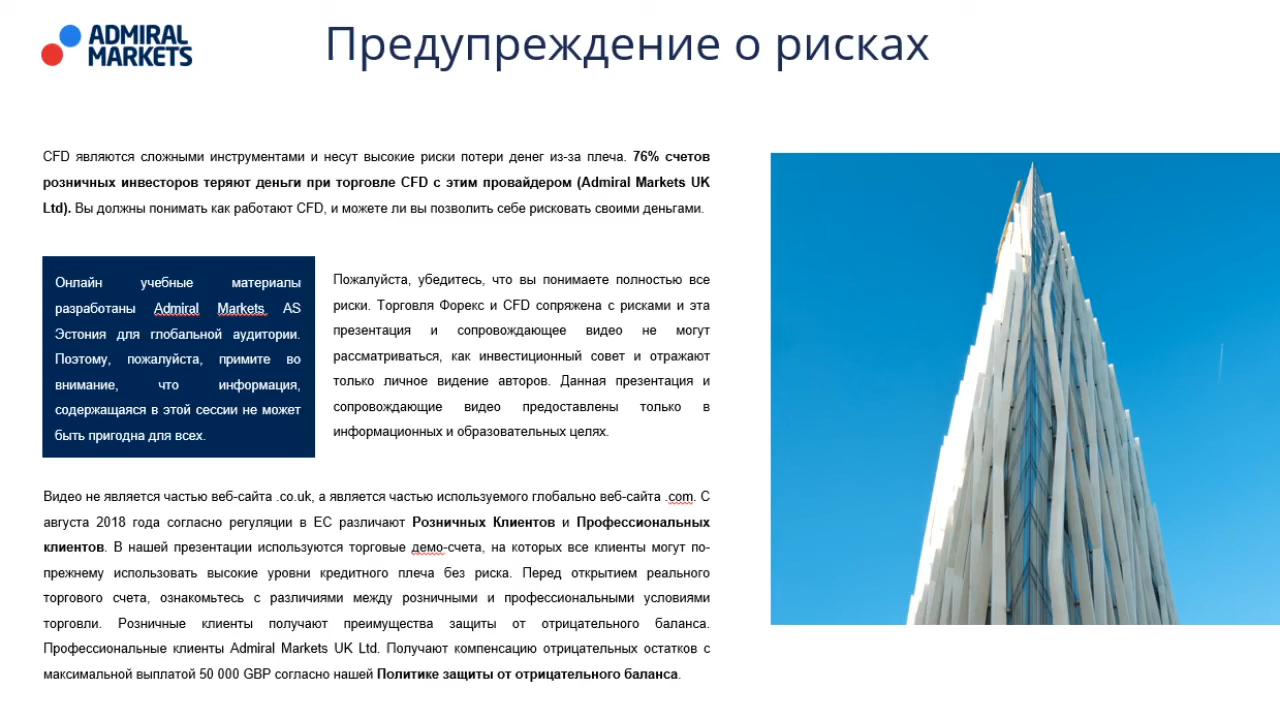 ADMIRAL
MARKETS
Предупреждение о рисках
CFD являются сложными инструментами и несут высокие риски потери денег из-за плеча. 76% счетов
розничных инвесторов теряют деньги при торговле CFD с этим провайдером (Admiral Markets UK
Ltd). Вы должны понимать как работают CFD, и можете ли вы позволить себе рисковать своими деньгами.
Онлайн учебные материалы
разработаны Admiral Markets AS
Эстония для глобальной аудитории.
Поэтому, пожалуйста, примите во
внимание, что информация,
содержащаяся в этой сессии не может
быть пригодна для всех.
Пожалуйста, убедитесь, что вы понимаете полностью все
риски. Торговля Форекс и CFD сопряжена с рисками и эта
презентация и сопровождающее видео не могут
рассматриваться, как инвестиционный совет и отражают
только личное видение авторов. Данная презентация и
сопровождающие видео предоставлены только в
информационных и образовательных целях.
Видео не является частью веб-сайта .co.uk, а является частью используемого глобально веб-сайта .com. С
августа 2018 года согласно регуляции в ЕС различают Розничных Клиентов и Профессиональных
клиентов. В нашей презентации используются торговые демо-счета, на которых все клиенты могут по-
прежнему использовать высокие уровни кредитного плеча без риска. Перед открытием реального
торгового счета, ознакомьтесь с различиями между розничными и профессиональными условиями
торговли. Розничные клиенты получают преимущества защиты от отрицательного баланса.
Профессиональные клиенты Admiral Markets UK Ltd. Получают компенсацию отрицательных остатков с
максимальной выплатой 50 000 GBP согласно нашей Политике защиты от отрицательного баланса.